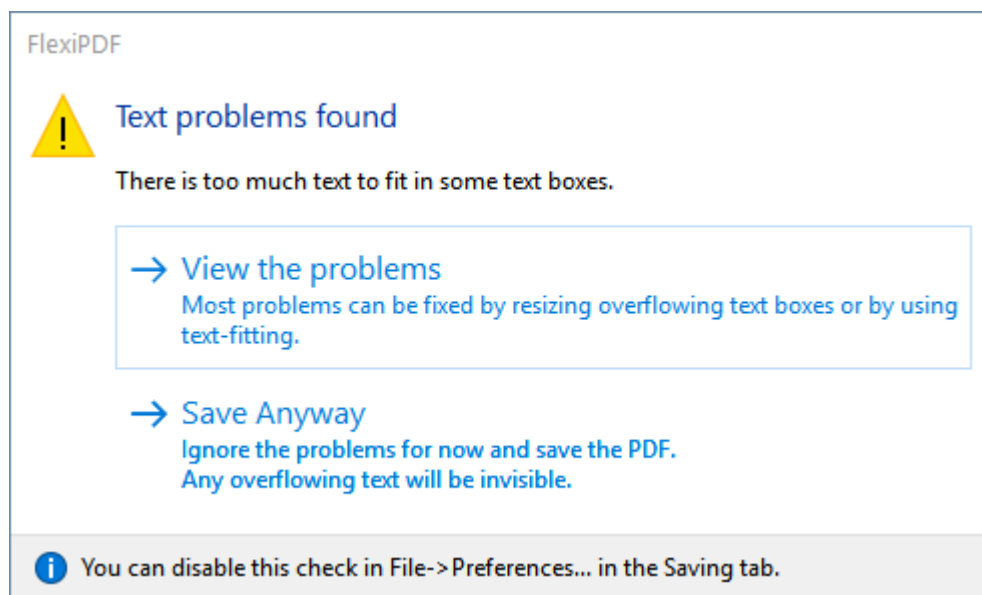 FlexiPDF
Text problems found
There is too much text to fit in some text boxes.
→ View the problems
Most problems can be fixed by resizing overflowing text boxes or by using
text-fitting.
→ Save Anyway
Ignore the problems for now and save the PDF.
Any overflowing text will be invisible.
You can disable this check in File->Preferences... in the Saving tab.